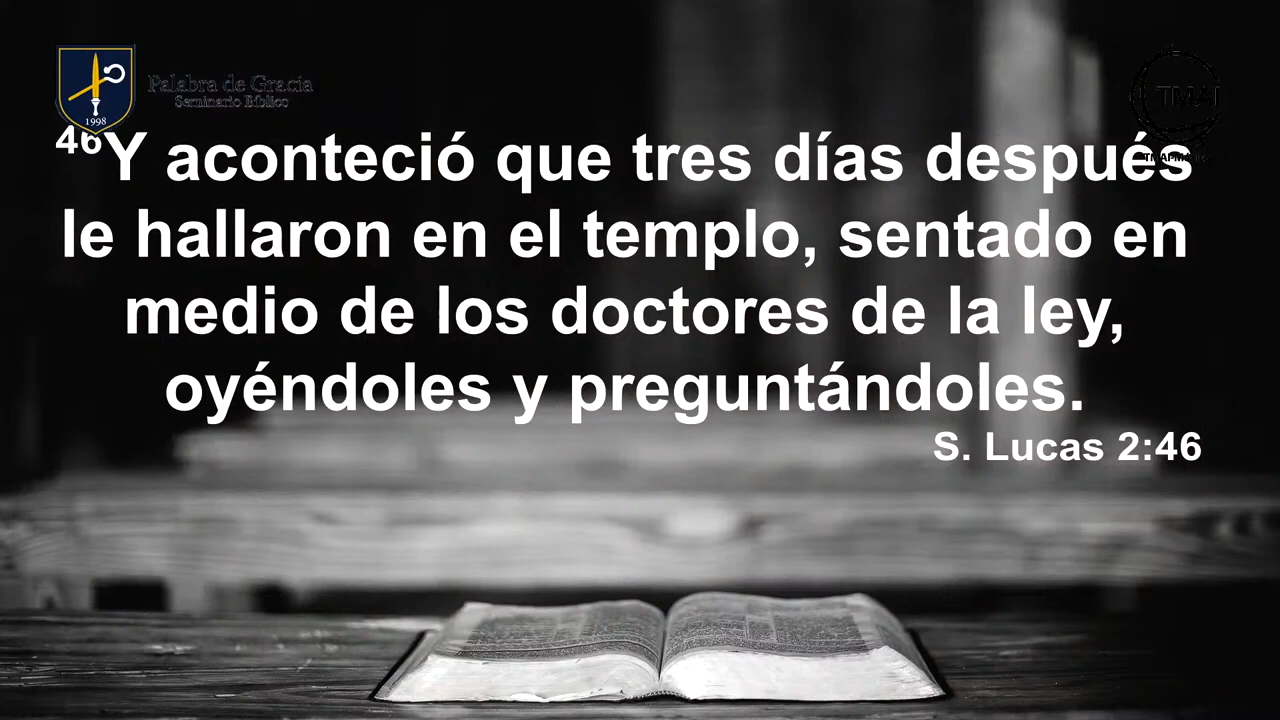 Palabra de Gracia
Seminario Bíblico
1998
TMAI
46Y aconteció que tres días después
le hallaron en el templo, sentado en
medio de los doctores de la ley,
oyéndoles y preguntándoles.
S. Lucas 2:46